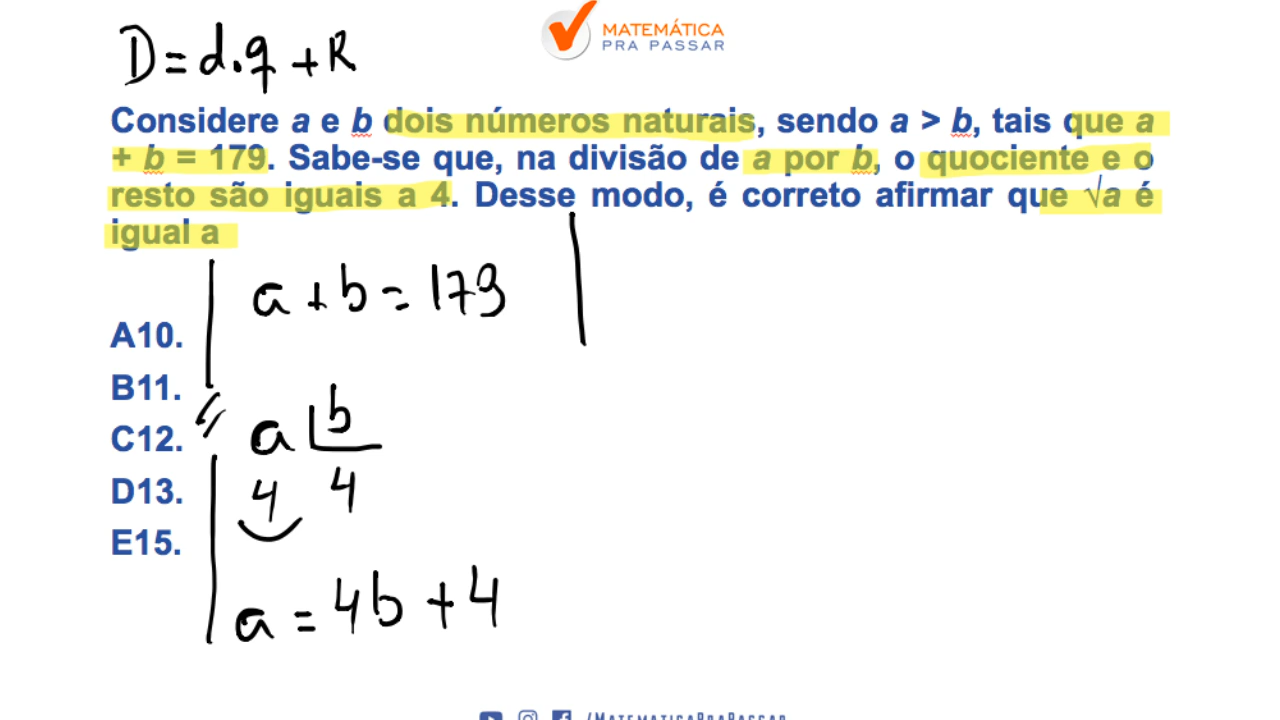 D = d.q + R
MATEMÁTICA
PRA PASSAR
Considere a e b dois números naturais, sendo a > b, tais que a
+ b = 179. Sabe-se que, na divisão de a por b, o quociente e o
resto são iguais a 4. Desse modo, é correto afirmar que √a é
igual a
a + b = 179
A10.
B11.
a b
C12.
4 4
D13.
E15.
a = 4b + 4
/MATEMATICAPRAPASSAR